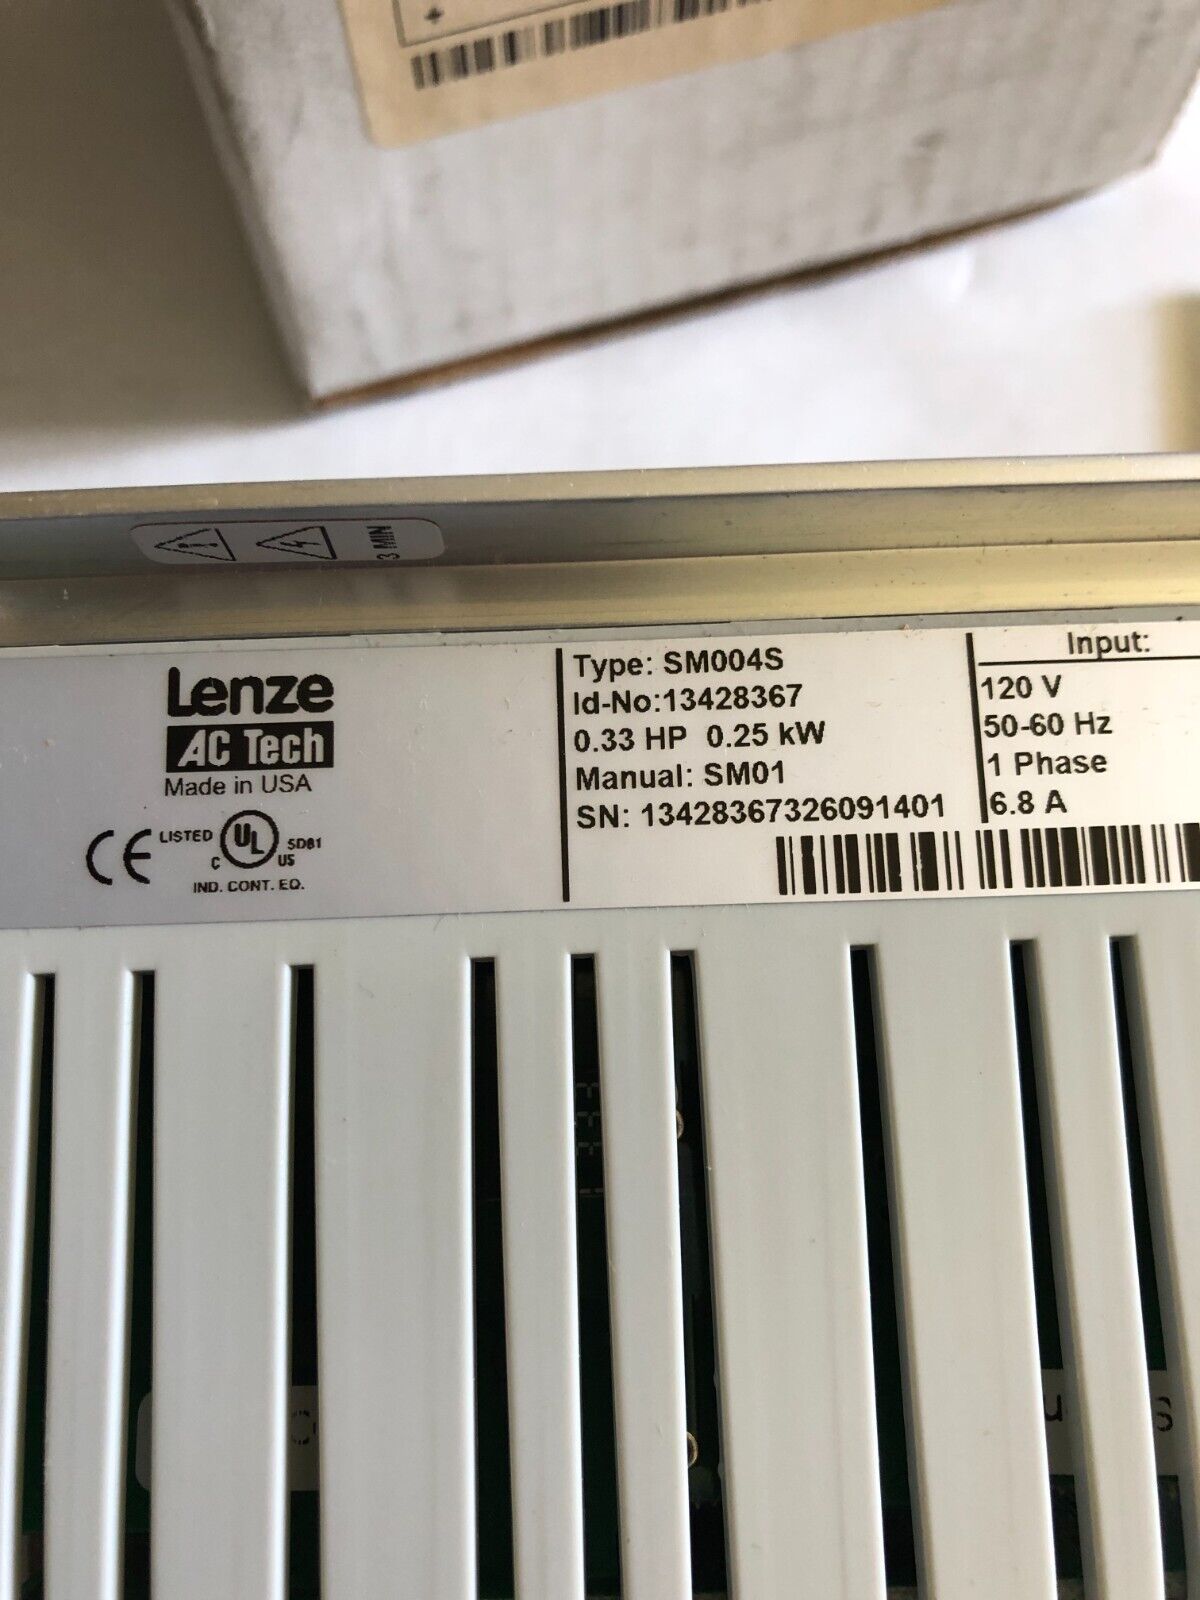 3 MIN
Lenze
AC Tech
Made in USA
CE
LISTED
C
UL
US
5D81
IND. CONT. EQ.
Type: SM004S
Id-No:13428367
0.33 HP 0.25 kW
Manual: SM01
SN: 13428367326091401
Input:
120 V
50-60 Hz
1 Phase
6.8 A